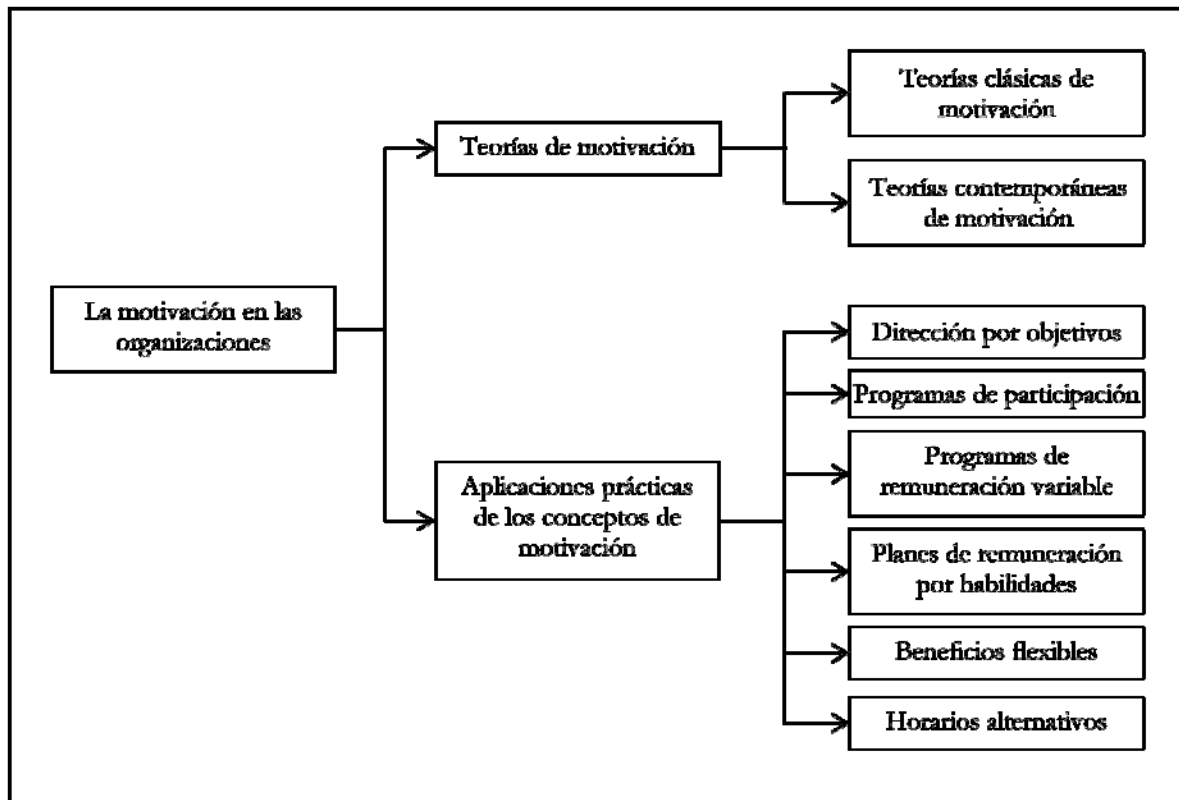 La motivación en las
organizaciones
Teorías de motivación
Teorías clásicas de
motivación
Teorías contemporáneas
de motivación
Aplicaciones prácticas
de los conceptos de
motivación
Dirección por objetivos
Programas de participación
Programas de
remuneración variable
Planes de remuneración
por habilidades
Beneficios flexibles
Horarios alternativos